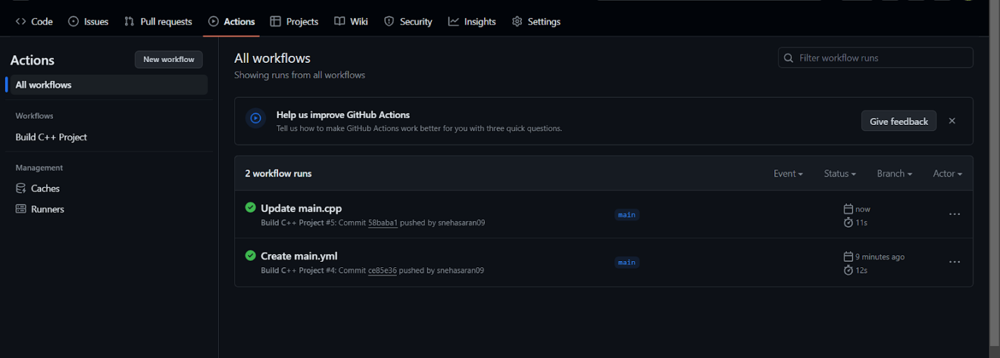 Code Issues Pull requests Actions Projects Wiki Security Insights Settings
Actions
New workflow
All workflows
Workflows
Build C++ Project
Management
Caches
Runners
All workflows
Showing runs from all workflows
Filter workflow runs
Help us improve GitHub Actions
Tell us how to make GitHub Actions work better for you with three quick questions.
Give feedback
2 workflow runs
Event Status Branch Actor
Update main.cpp
Build C++ Project #5: Commit 58baba1 pushed by snehasaran09
main
now
11s
Create main.yml
Build C++ Project #4: Commit ce85e36 pushed by snehasaran09
main
9 minutes ago
12s